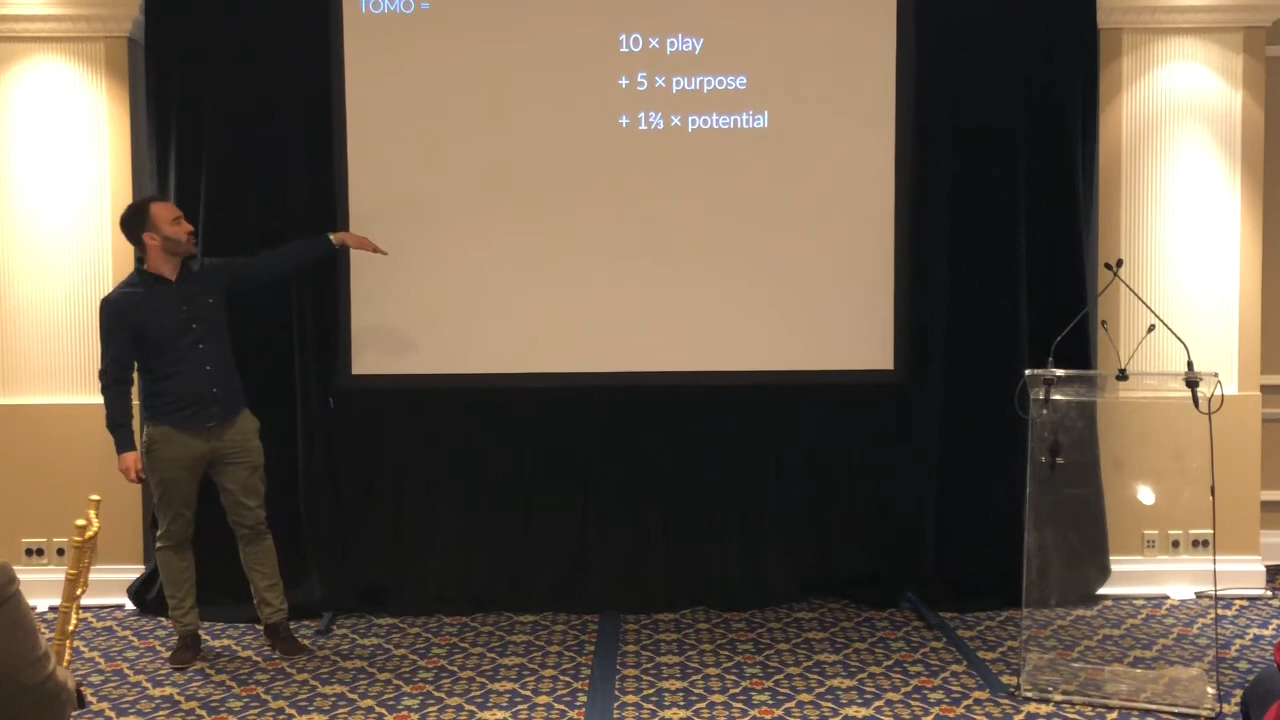 TOMO =
10 × play
+ 5 × purpose
+ 1⅔ × potential